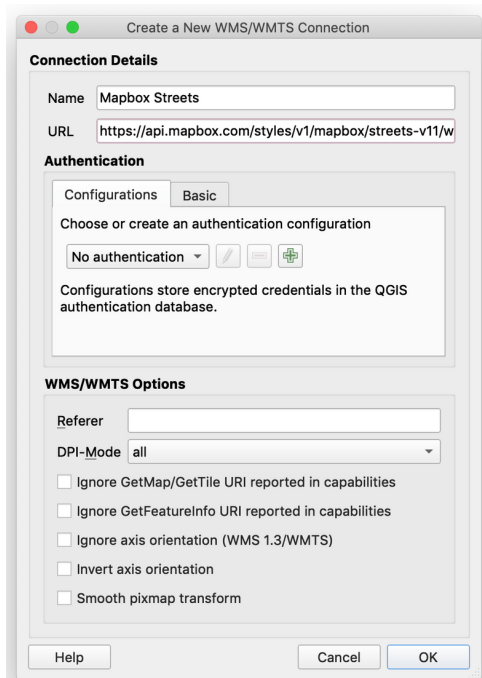 Create a New WMS/WMTS Connection
Connection Details
Name Mapbox Streets
URL https://api.mapbox.com/styles/v1/mapbox/streets-v11/w
Authentication
Configurations Basic
Choose or create an authentication configuration
No authentication
Configurations store encrypted credentials in the QGIS
authentication database.
WMS/WMTS Options
Referer
DPI-Mode all
Ignore GetMap/GetTile URI reported in capabilities
Ignore GetFeatureInfo URI reported in capabilities
Ignore axis orientation (WMS 1.3/WMTS)
Invert axis orientation
Smooth pixmap transform
Help Cancel OK